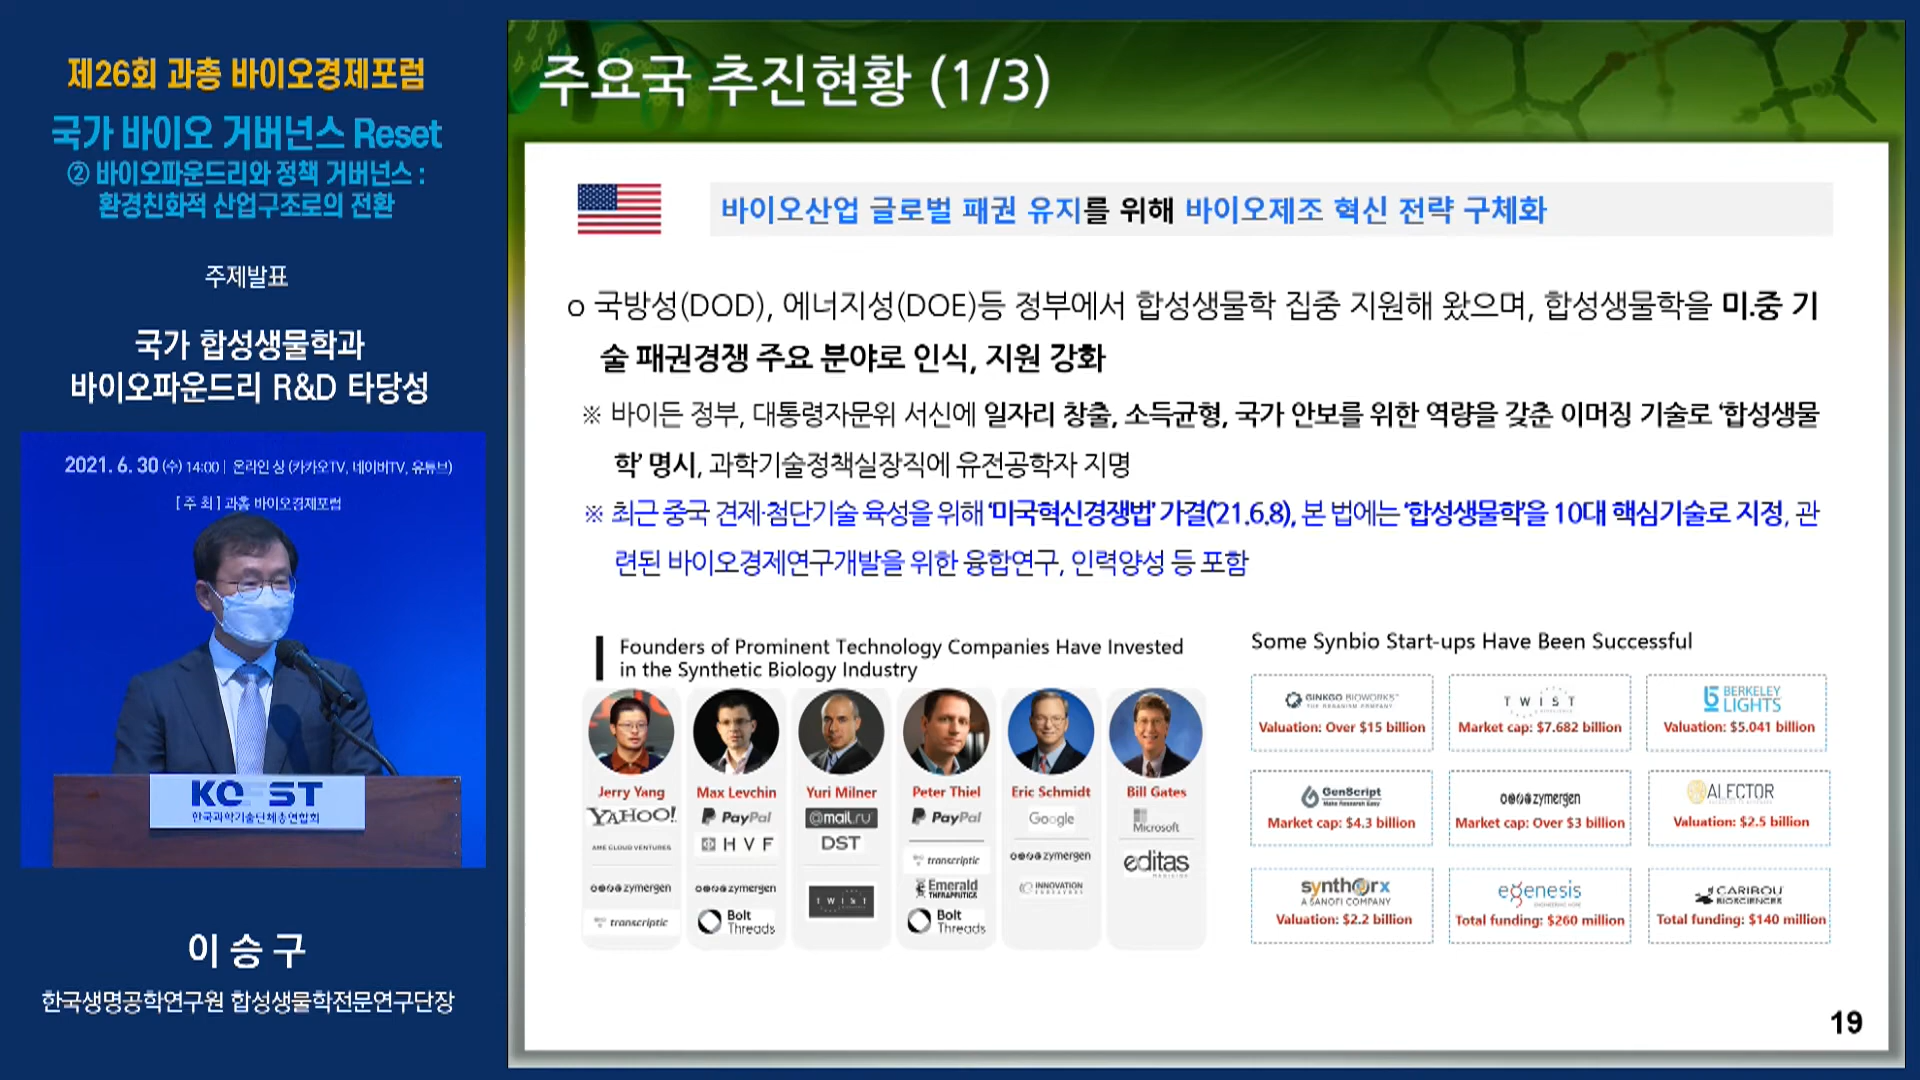 제26회 과총 바이오경제포럼
국가 바이오 거버넌스 Reset
② 바이오파운드리와 정책 거버넌스 :
환경친화적 산업구조로의 전환
주제발표
국가 합성생물학과
바이오파운드리 R&D 타당성
2021. 6. 30 (수) 14:00 | 온라인 상 (카카오TV, 네이버TV, 유튜브)
[ 주 최 ] 과총 바이오경제포럼
한국과학기술단체총연합회
이 승 구
한국생명공학연구원 합성생물학전문연구단장
주요국 추진현황 (1/3)
바이오산업 글로벌 패권 유지를 위해 바이오제조 혁신 전략 구체화
o 국방성(DOD), 에너지성(DOE)등 정부에서 합성생물학 집중 지원해 왔으며, 합성생물학을 미.중 기
술 패권경쟁 주요 분야로 인식, 지원 강화
※ 바이든 정부, 대통령자문위 서신에 일자리 창출, 소득균형, 국가 안보를 위한 역량을 갖춘 이머징 기술로 ‘합성생물
학’ 명시, 과학기술정책실장직에 유전공학자 지명
※ 최근 중국 견제·첨단기술 육성을 위해 ‘미국혁신경쟁법’ 가결(’21.6.8), 본 법에는 ‘합성생물학’을 10대 핵심기술로 지정, 관
련된 바이오경제연구개발을 위한 융합연구, 인력양성 등 포함
Founders of Prominent Technology Companies Have Invested
in the Synthetic Biology Industry
Jerry Yang
YAHOO!
AME CLOUD VENTURES
zymergen
transcriptic
Max Levchin
PayPal
HVF
zymergen
Bolt
Threads
Yuri Milner
@mail.ru
DST
TWIST
Peter Thiel
PayPal
transcriptic
Emerald
THERAPEUTICS
Bolt
Threads
Eric Schmidt
Google
zymergen
INNOVATION
ENDEAVORS
Bill Gates
Microsoft
editas
MEDICINE
Some Synbio Start-ups Have Been Successful
GINKGO BIOWORKS™
THE ORGANISM COMPANY
Valuation: Over $15 billion
TWIST
Market cap: $7.682 billion
BERKELEY
LIGHTS
Valuation: $5.041 billion
GenScript
Make Research Easy
Market cap: $4.3 billion
zymergen
Market cap: Over $3 billion
ALECTOR
Valuation: $2.5 billion
synthorx
A SANOFI COMPANY
Valuation: $2.2 billion
egenesis
Total funding: $260 million
CARIBOU
BIOSCIENCES
Total funding: $140 million
19